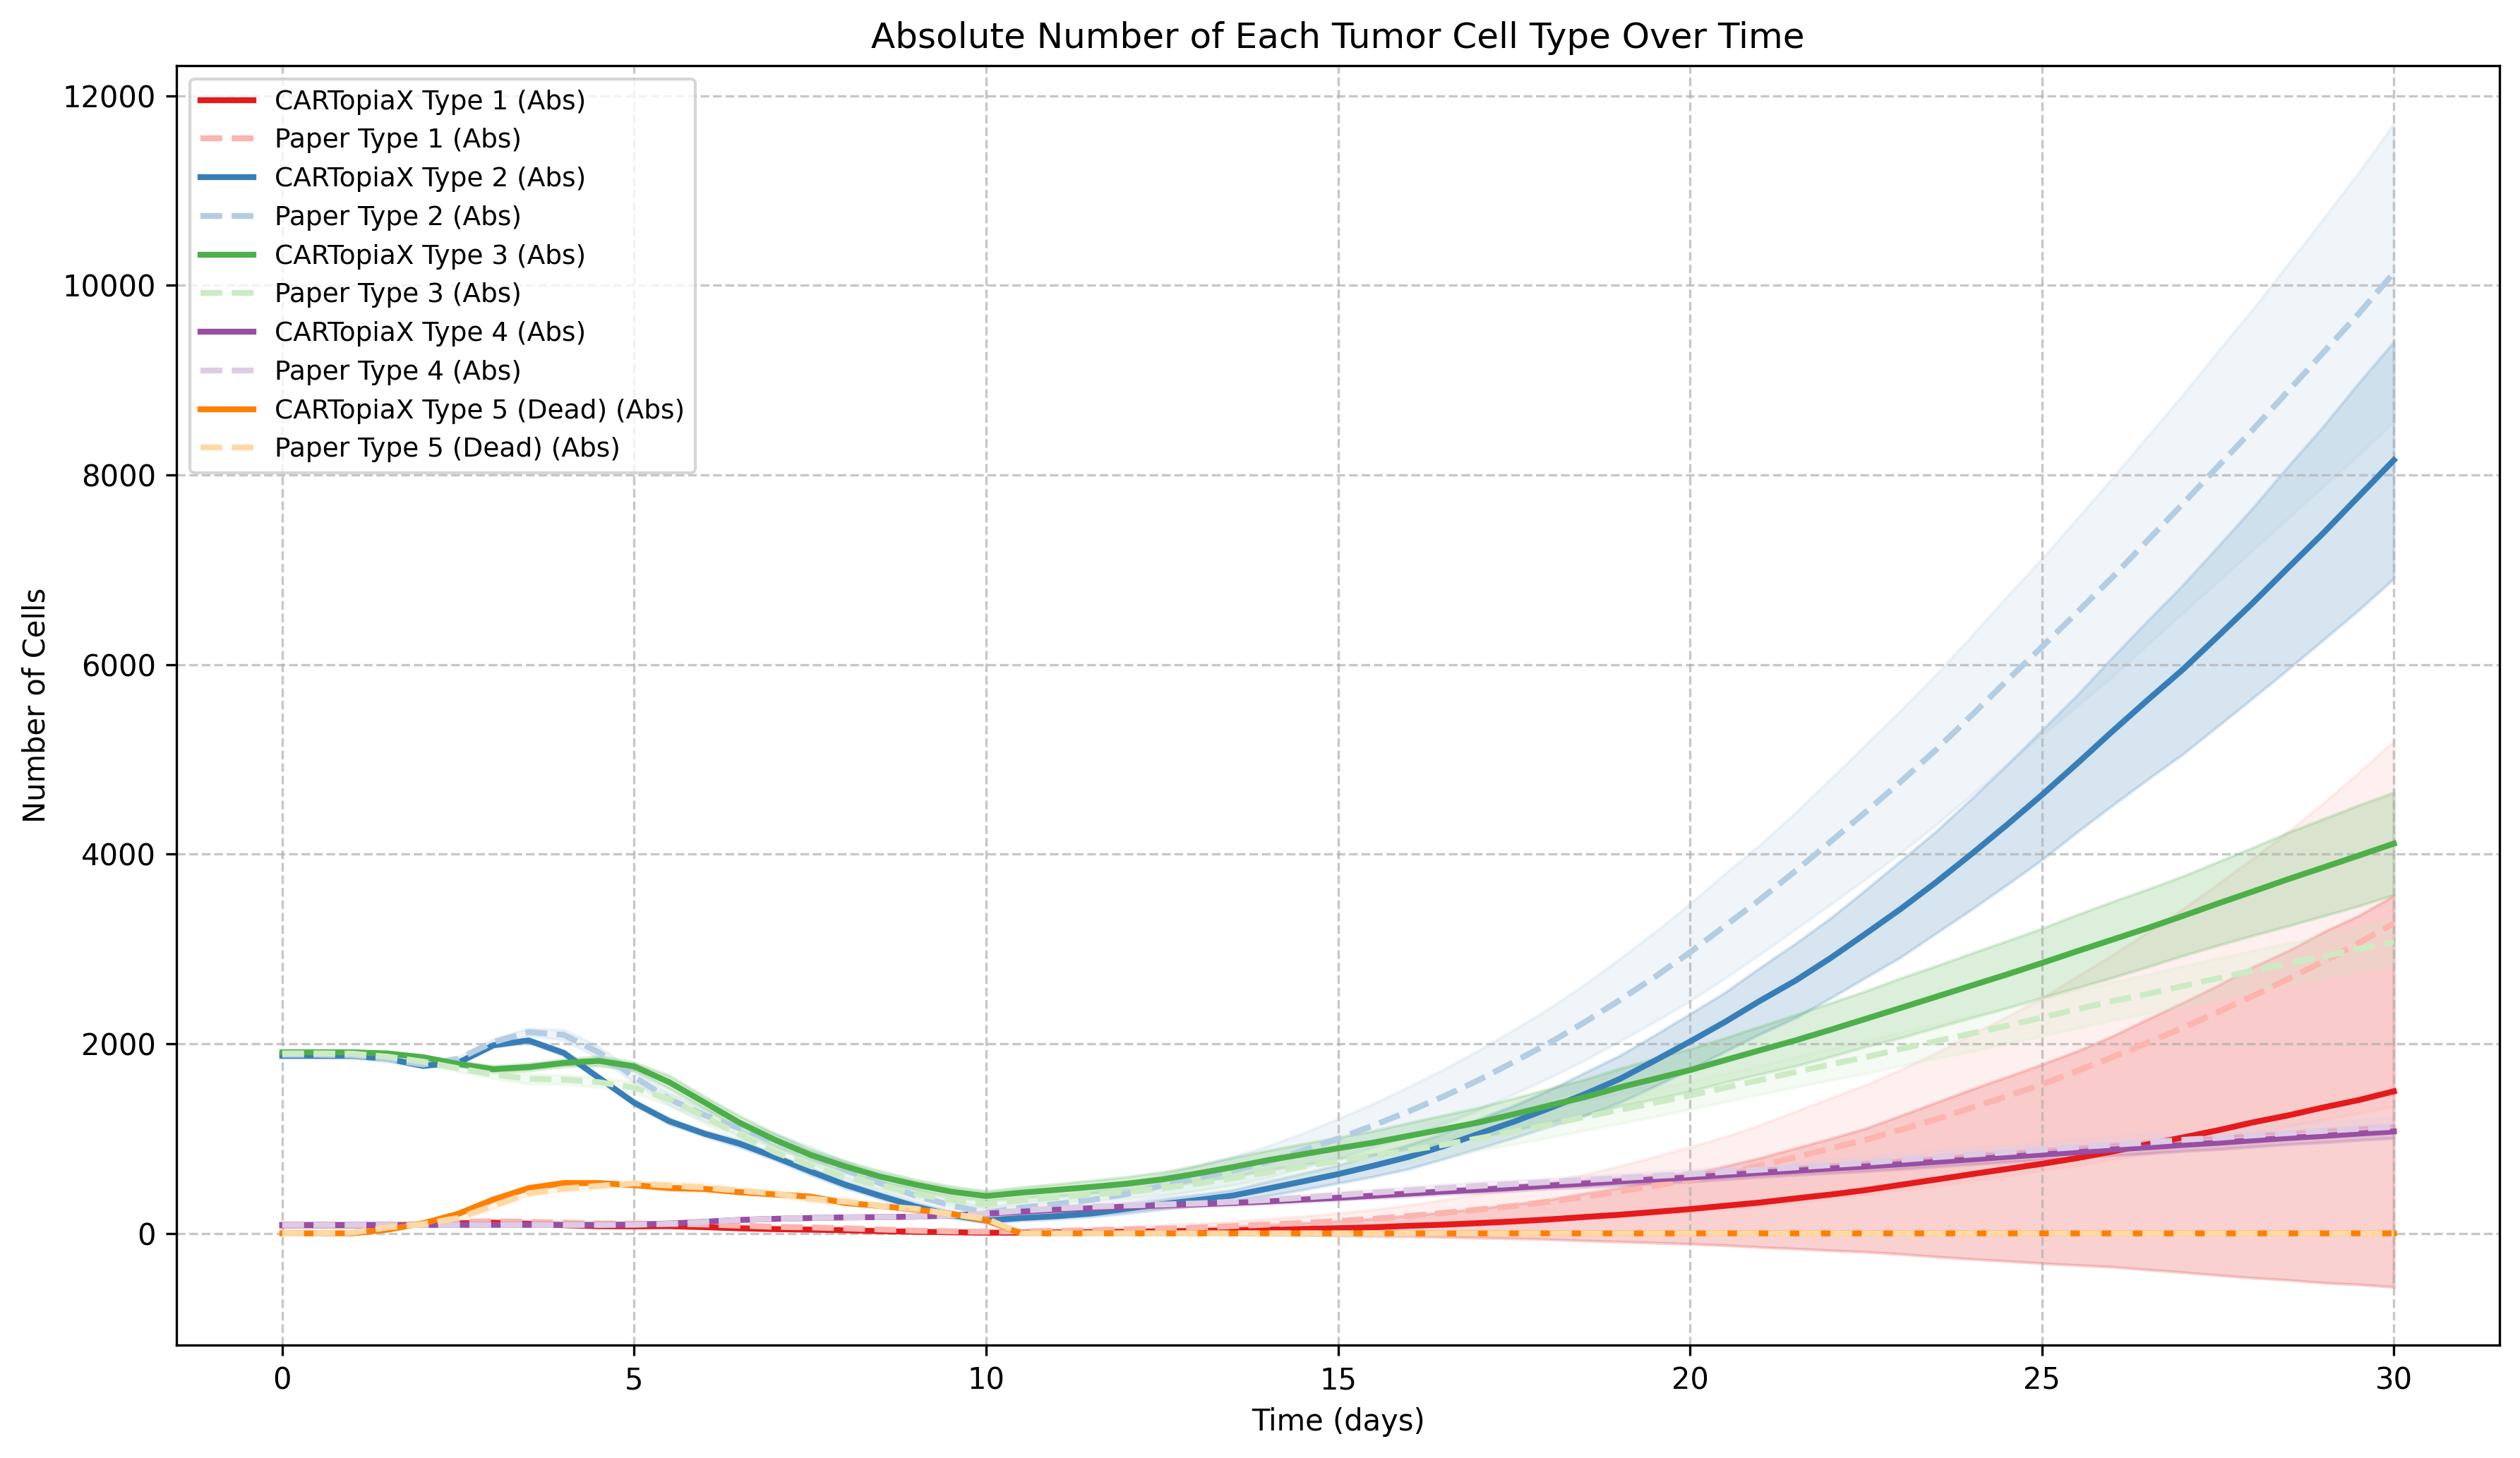 Absolute Number of Each Tumor Cell Type Over Time
CARTopiaX Type 1 (Abs)
Paper Type 1 (Abs)
CARTopiaX Type 2 (Abs)
Paper Type 2 (Abs)
CARTopiaX Type 3 (Abs)
Paper Type 3 (Abs)
CARTopiaX Type 4 (Abs)
Paper Type 4 (Abs)
CARTopiaX Type 5 (Dead) (Abs)
Paper Type 5 (Dead) (Abs)
Number of Cells
12000
10000
8000
6000
4000
2000
0
0 5 10 15 20 25 30
Time (days)